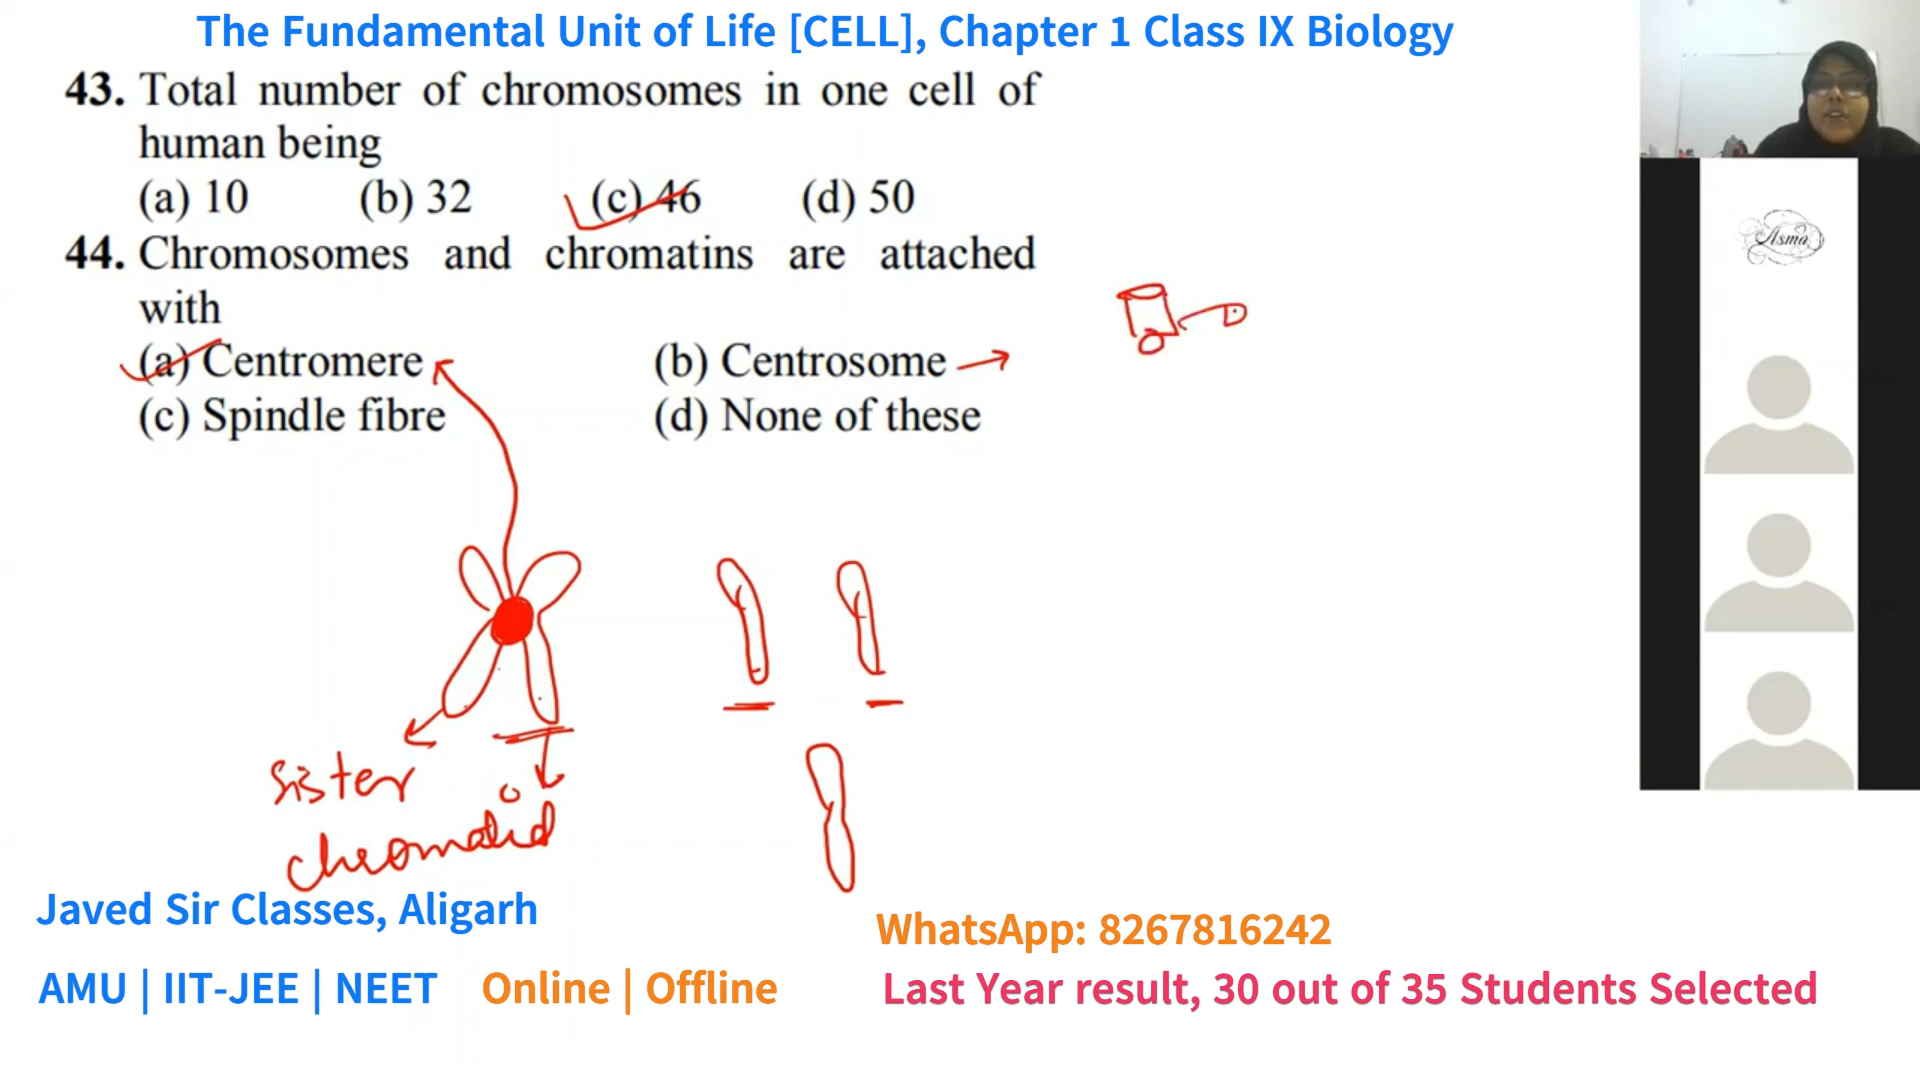 The Fundamental Unit of Life [CELL], Chapter 1 Class IX Biology
43. Total number of chromosomes in one cell of
human being
(a) 10 (b) 32 (c) 46 (d) 50
44. Chromosomes and chromatins are attached
with
(a) Centromere (b) Centrosome
(c) Spindle fibre (d) None of these
Asma
sister
chromatid
Javed Sir Classes, Aligarh
WhatsApp: 8267816242
AMU | IIT-JEE | NEET Online | Offline
Last Year result, 30 out of 35 Students Selected